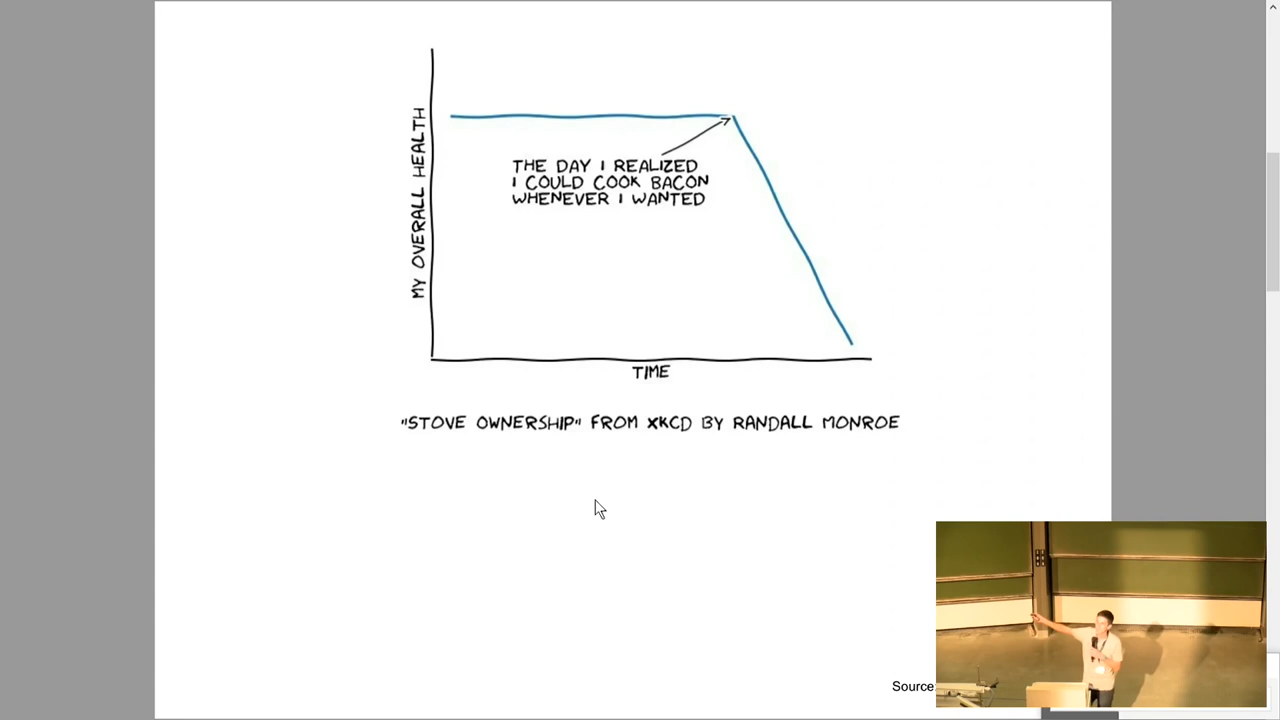 MY OVERALL HEALTH
THE DAY I REALIZED
I COULD COOK BACON
WHENEVER I WANTED
TIME
"STOVE OWNERSHIP" FROM XKCD BY RANDALL MONROE
Source: